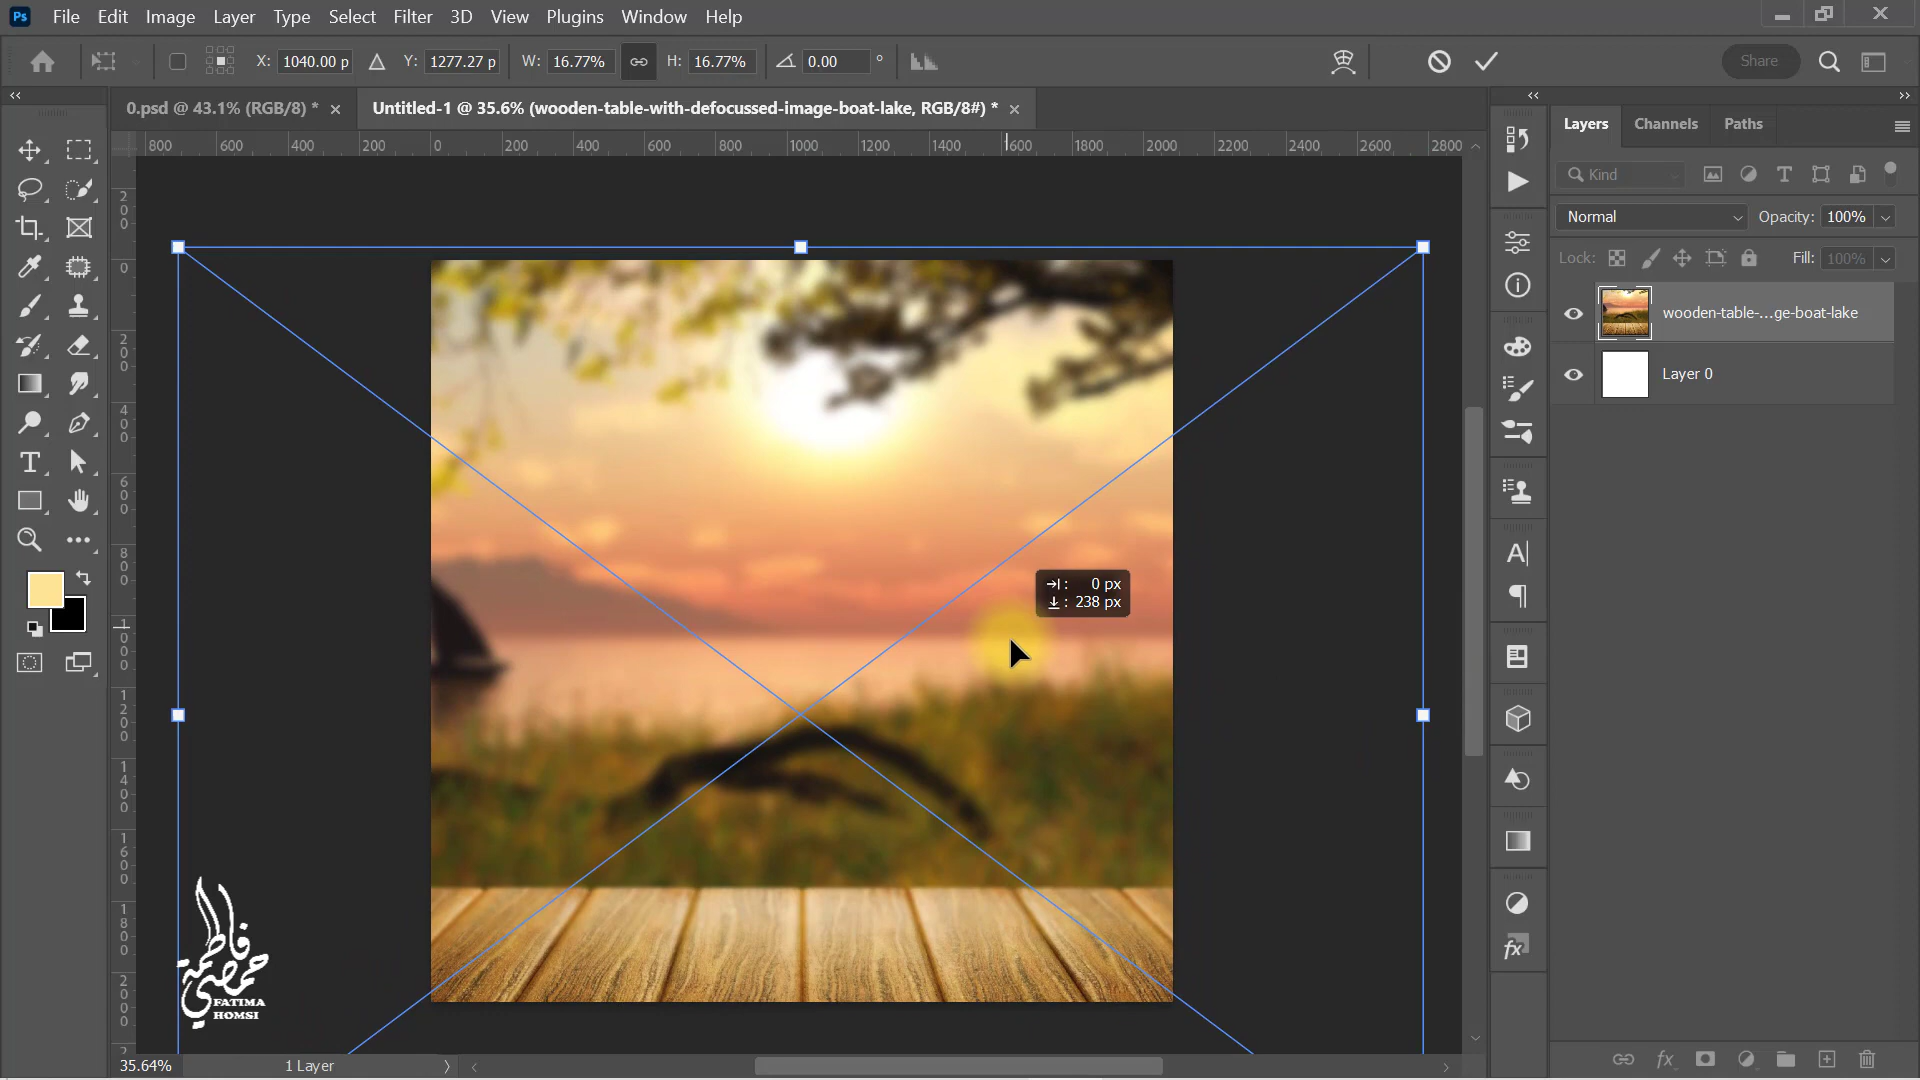 Ps File Edit Image Layer Type Select Filter 3D View Plugins Window Help
X: 1040.00 p Y: 1277.27 p W: 16.77% H: 16.77% 0.00 ° Share
0.psd @ 43.1% (RGB/8) * Untitled-1 @ 35.6% (wooden-table-with-defocussed-image-boat-lake, RGB/8#) *
Layers Channels Paths
800 600 400 200 0 200 400 600 800 1000 1200 1400 1600 1800 2000 2200 2400 2600 2800
Kind
Normal Opacity: 100%
Lock: Fill: 100%
wooden-table-...ge-boat-lake
Layer 0
200
0
200
400
600
800
1000
1200
1400
1600
1800
2000
2
0 px
238 px
فاطمة
حمصي
FATIMA
HOMSI
35.64% 1 Layer